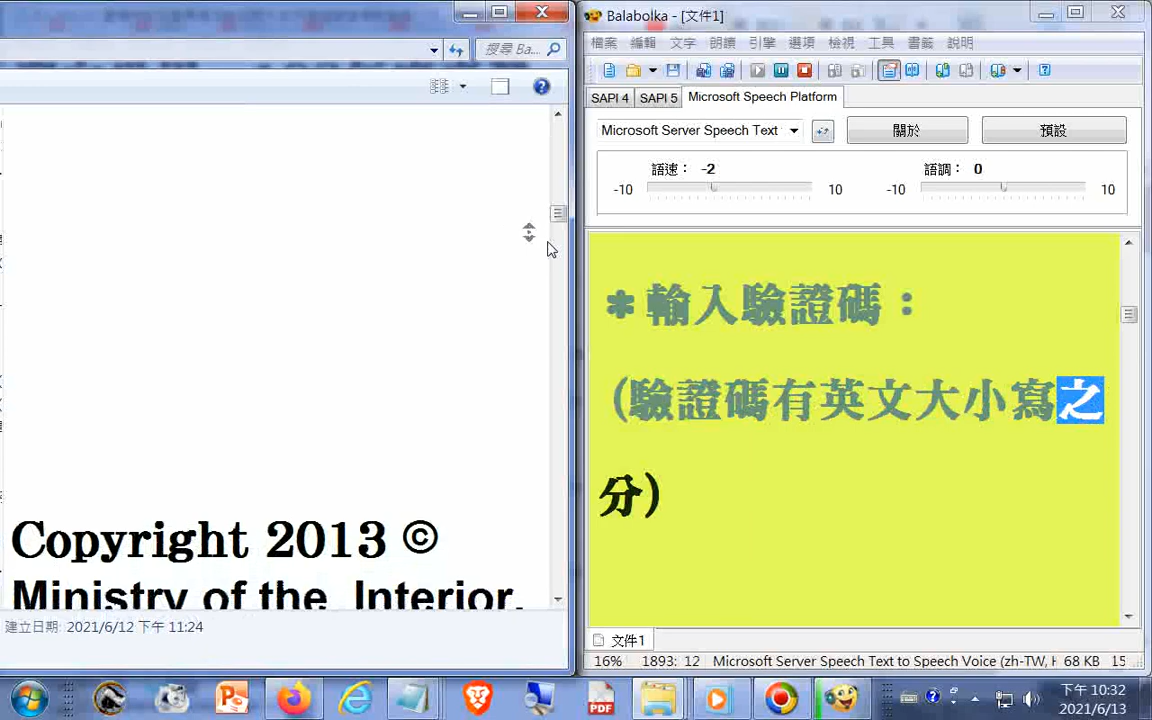 搜尋 Ba...
Copyright 2013 ©
Ministry of the Interior.
建立日期: 2021/6/12 下午 11:24
Balabolka - [文件1]
檔案 編輯 文字 朗讀 引擎 選項 檢視 工具 書籤 說明
SAPI 4 SAPI 5 Microsoft Speech Platform
Microsoft Server Speech Text 關於 預設
語速： -2 語調： 0
-10 10 -10 10
＊輸入驗證碼：
(驗證碼有英文大小寫之
分)
文件1
16% 1893: 12 Microsoft Server Speech Text to Speech Voice (zh-TW, H 68 KB 15
PDF
下午 10:32
2021/6/13